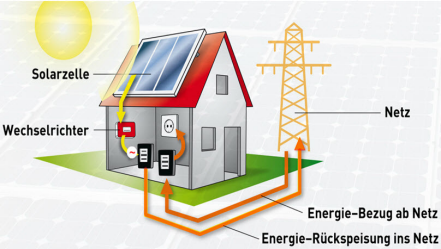 Solarzelle
Wechselrichter
Netz
~
Energie-Bezug ab Netz
Energie-Rückspeisung ins Netz